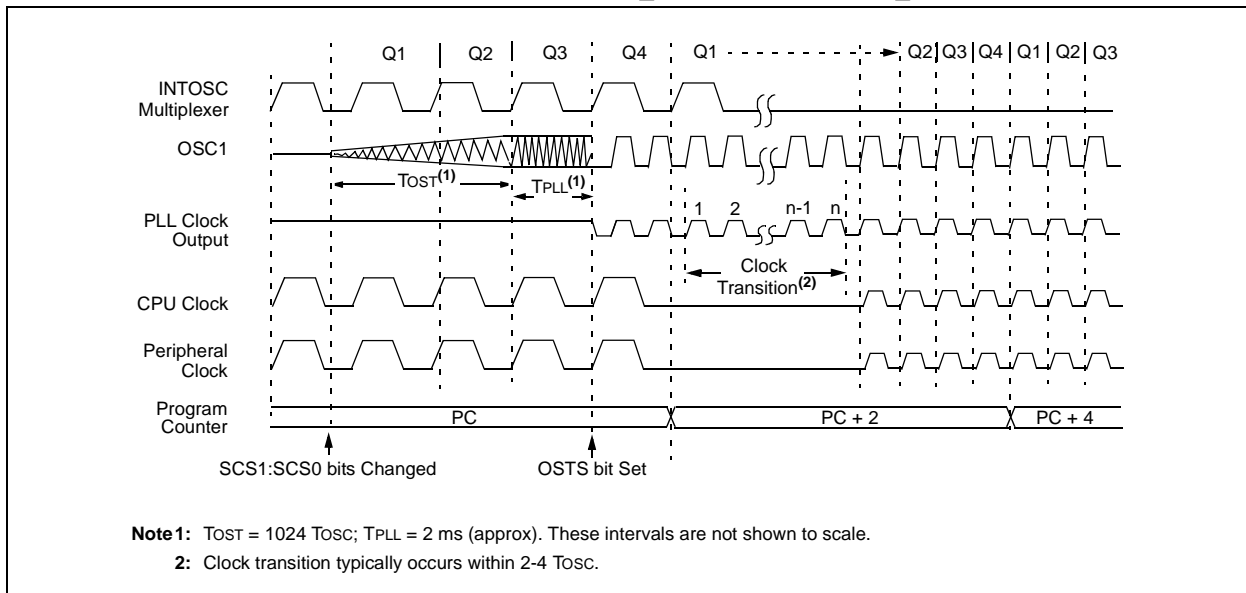 Q1 Q2 Q3 Q4 Q1 Q2 Q3 Q4 Q1 Q2 Q3
INTOSC
Multiplexer
OSC1
TOST(1) TPLL(1)
1 2 n-1 n
PLL Clock
Output
Clock
Transition(2)
CPU Clock
Peripheral
Clock
Program
Counter
PC PC + 2 PC + 4
SCS1:SCS0 bits Changed OSTS bit Set
Note 1: TOST = 1024 TOSC; TPLL = 2 ms (approx). These intervals are not shown to scale.
2: Clock transition typically occurs within 2-4 TOSC.